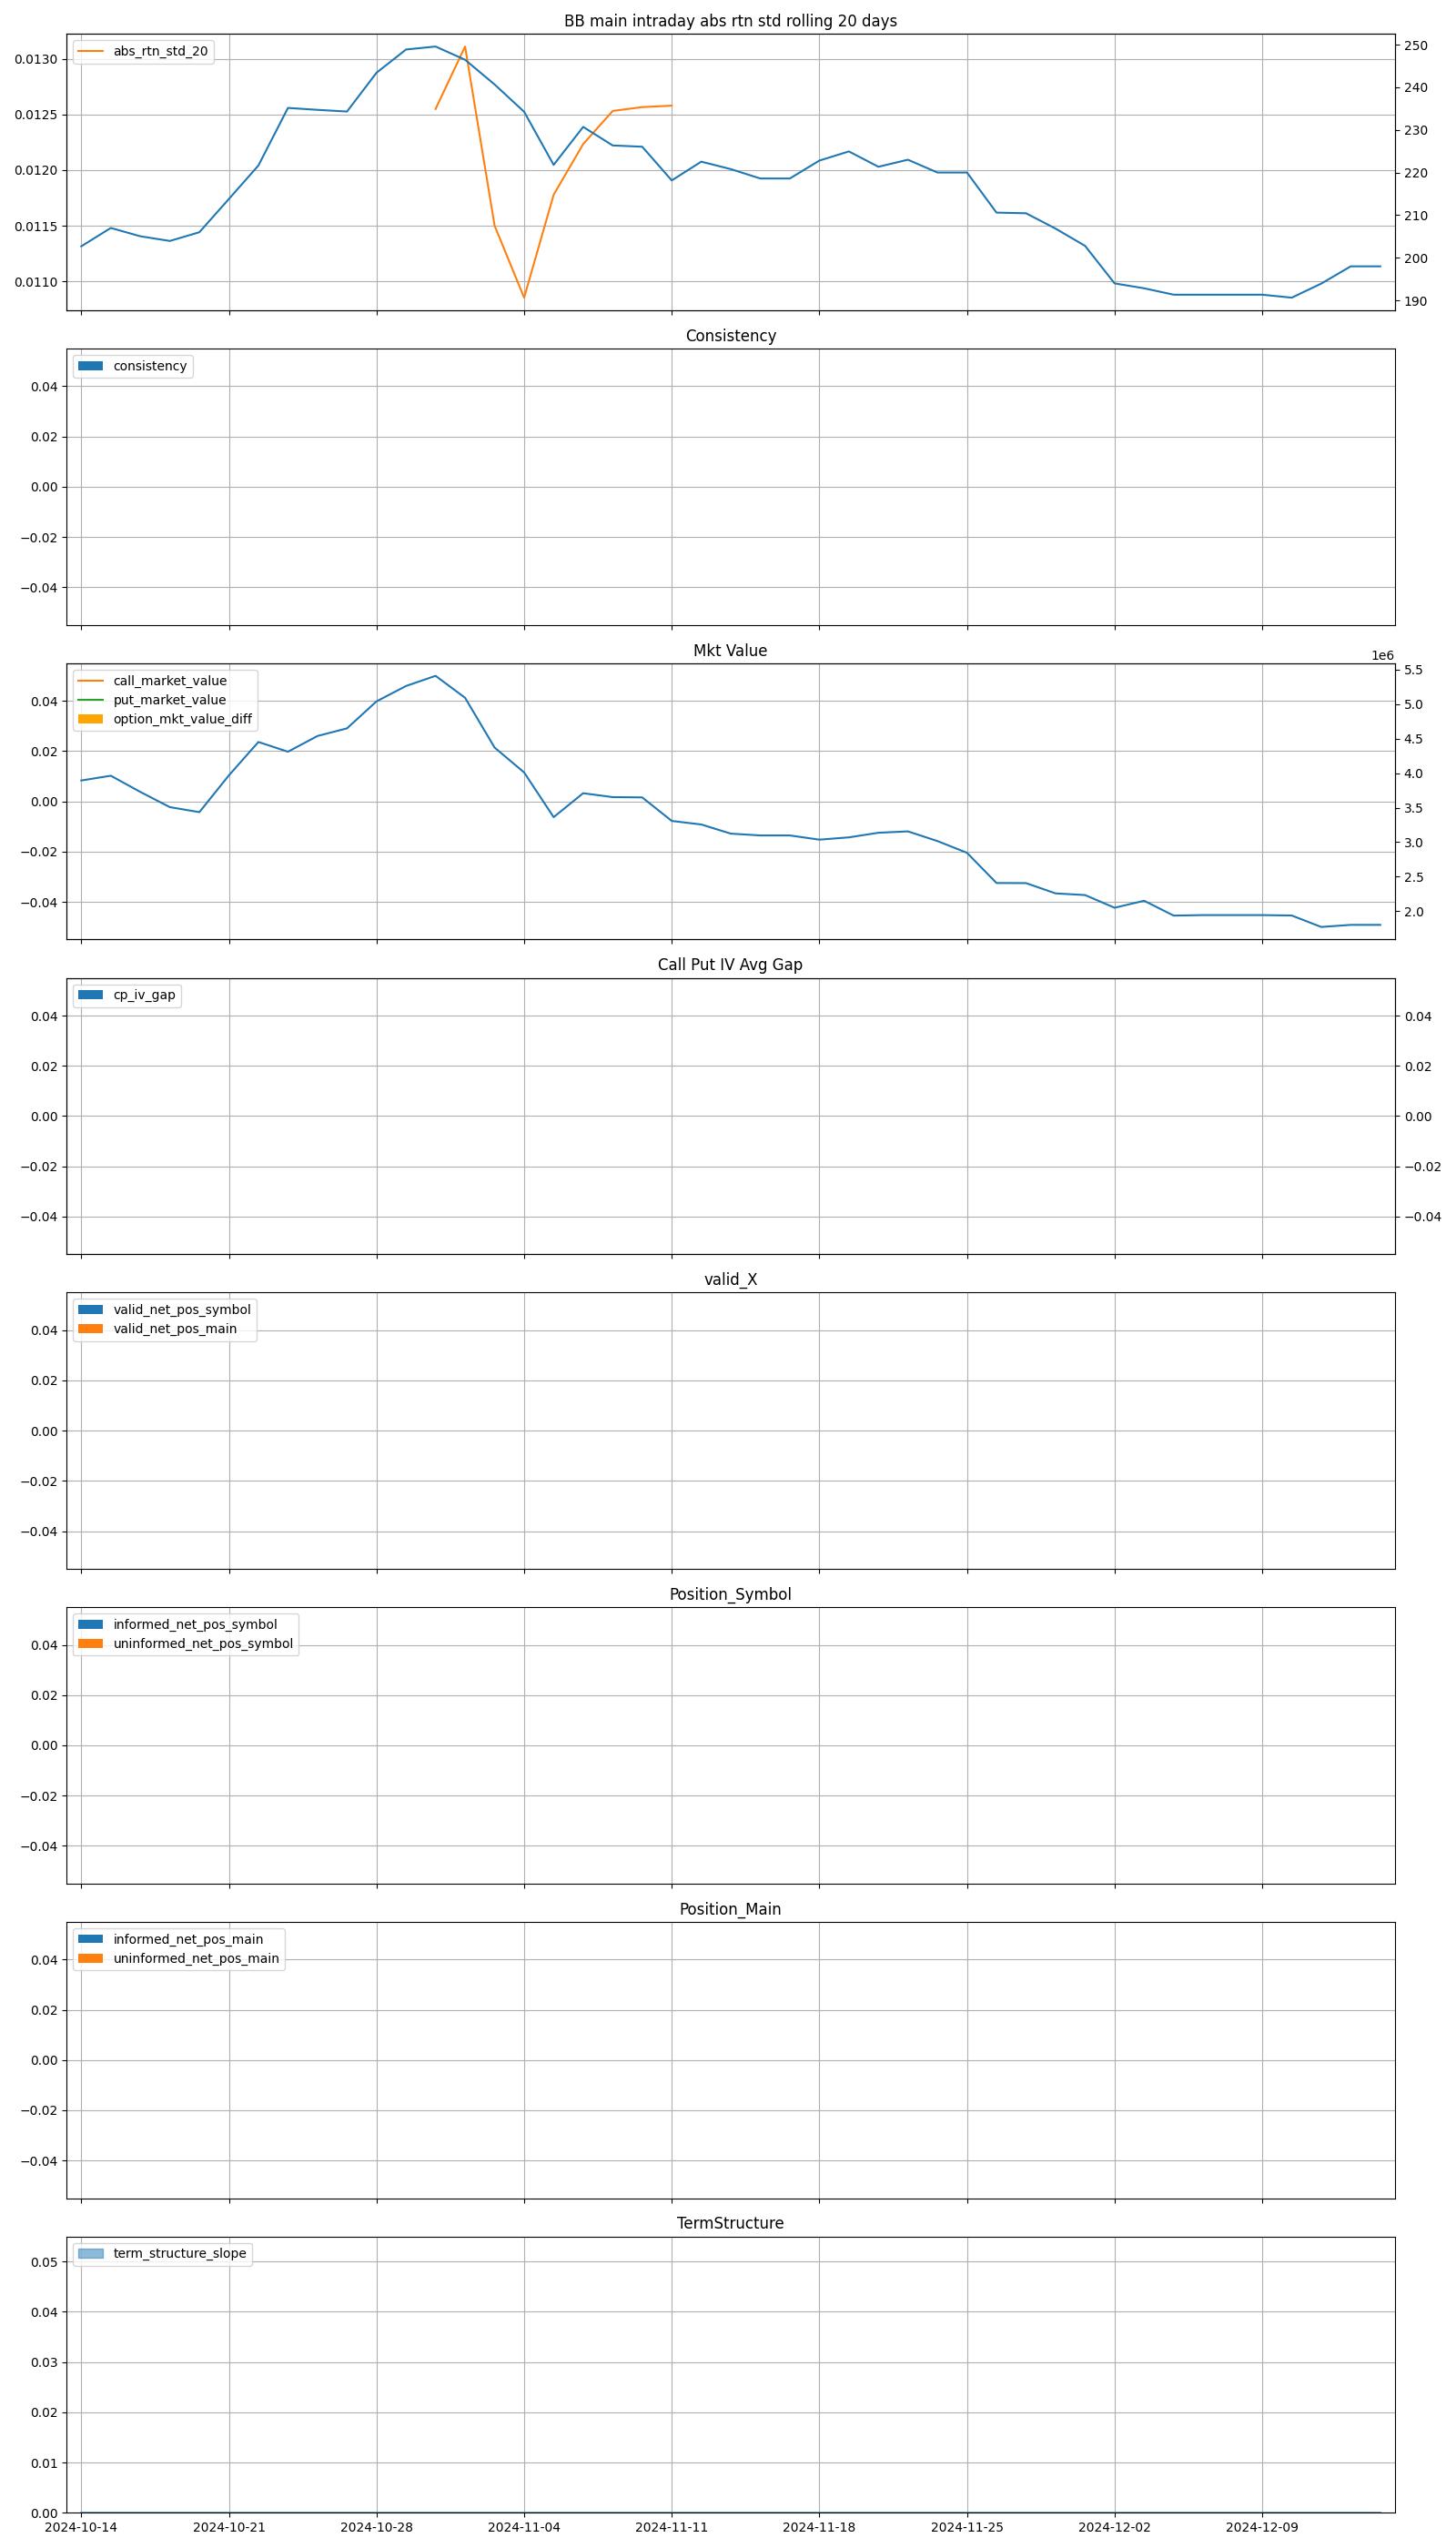 BB main intraday abs rtn std rolling 20 days
abs_rtn_std_20
0.0130
0.0125
0.0120
0.0115
0.0110
250
240
230
220
210
200
190
Consistency
consistency
0.04
0.02
0.00
−0.02
−0.04
Mkt Value
1e6
call_market_value
put_market_value
option_mkt_value_diff
0.04
0.02
0.00
−0.02
−0.04
5.5
5.0
4.5
4.0
3.5
3.0
2.5
2.0
Call Put IV Avg Gap
cp_iv_gap
0.04
0.02
0.00
−0.02
−0.04
0.04
0.02
0.00
−0.02
−0.04
valid_X
valid_net_pos_symbol
valid_net_pos_main
0.04
0.02
0.00
−0.02
−0.04
Position_Symbol
informed_net_pos_symbol
uninformed_net_pos_symbol
0.04
0.02
0.00
−0.02
−0.04
Position_Main
informed_net_pos_main
uninformed_net_pos_main
0.04
0.02
0.00
−0.02
−0.04
TermStructure
term_structure_slope
0.05
0.04
0.03
0.02
0.01
0.00
2024-10-14 2024-10-21 2024-10-28 2024-11-04 2024-11-11 2024-11-18 2024-11-25 2024-12-02 2024-12-09